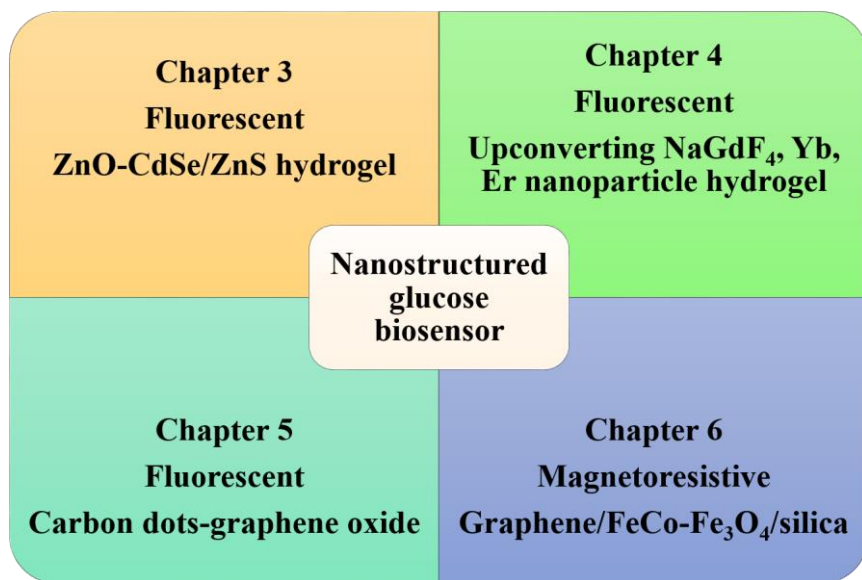 Chapter 3
Fluorescent
ZnO-CdSe/ZnS hydrogel
Chapter 4
Fluorescent
Upconverting NaGdF₄, Yb,
Er nanoparticle hydrogel
Nanostructured
glucose
biosensor
Chapter 5
Fluorescent
Carbon dots-graphene oxide
Chapter 6
Magnetoresistive
Graphene/FeCo-Fe₃O₄/silica